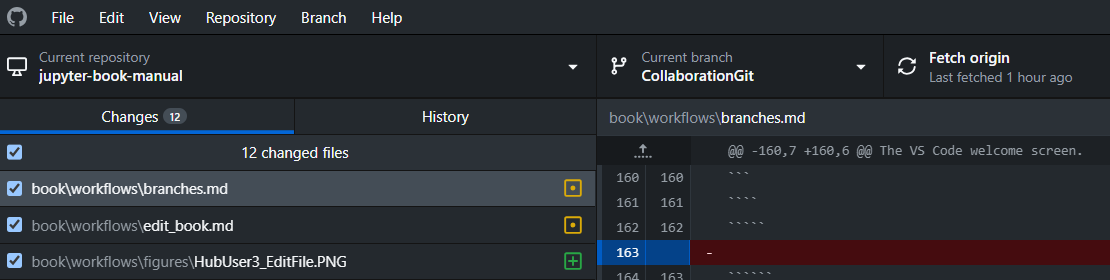 File Edit View Repository Branch Help
Current repository
jupyter-book-manual
Current branch
CollaborationGit
Fetch origin
Last fetched 1 hour ago
Changes 12 History
12 changed files
book\workflows\branches.md
book\workflows\edit_book.md
book\workflows\figures\HubUser3_EditFile.PNG
book\workflows\branches.md
@@ -160,7 +160,6 @@ The VS Code welcome screen.
160 160 ```
161 161 ````
162 162 `````
163 -
164 163 ``````